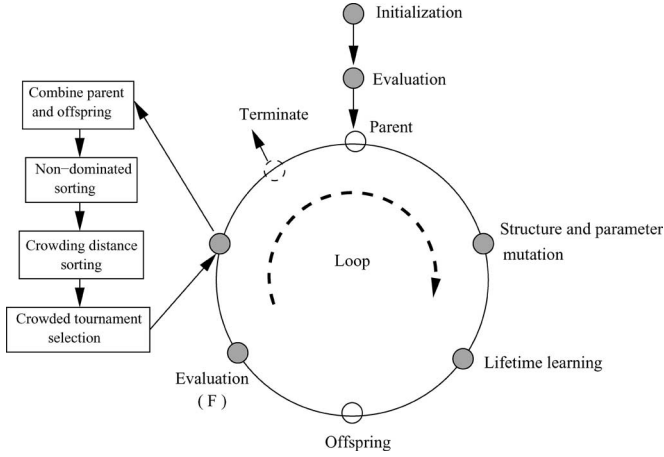 Initialization
Evaluation
Parent
Terminate
Combine parent
and offspring
Non-dominated
sorting
Crowding distance
sorting
Crowded tournament
selection
Loop
Structure and parameter
mutation
Lifetime learning
Evaluation
( F )
Offspring